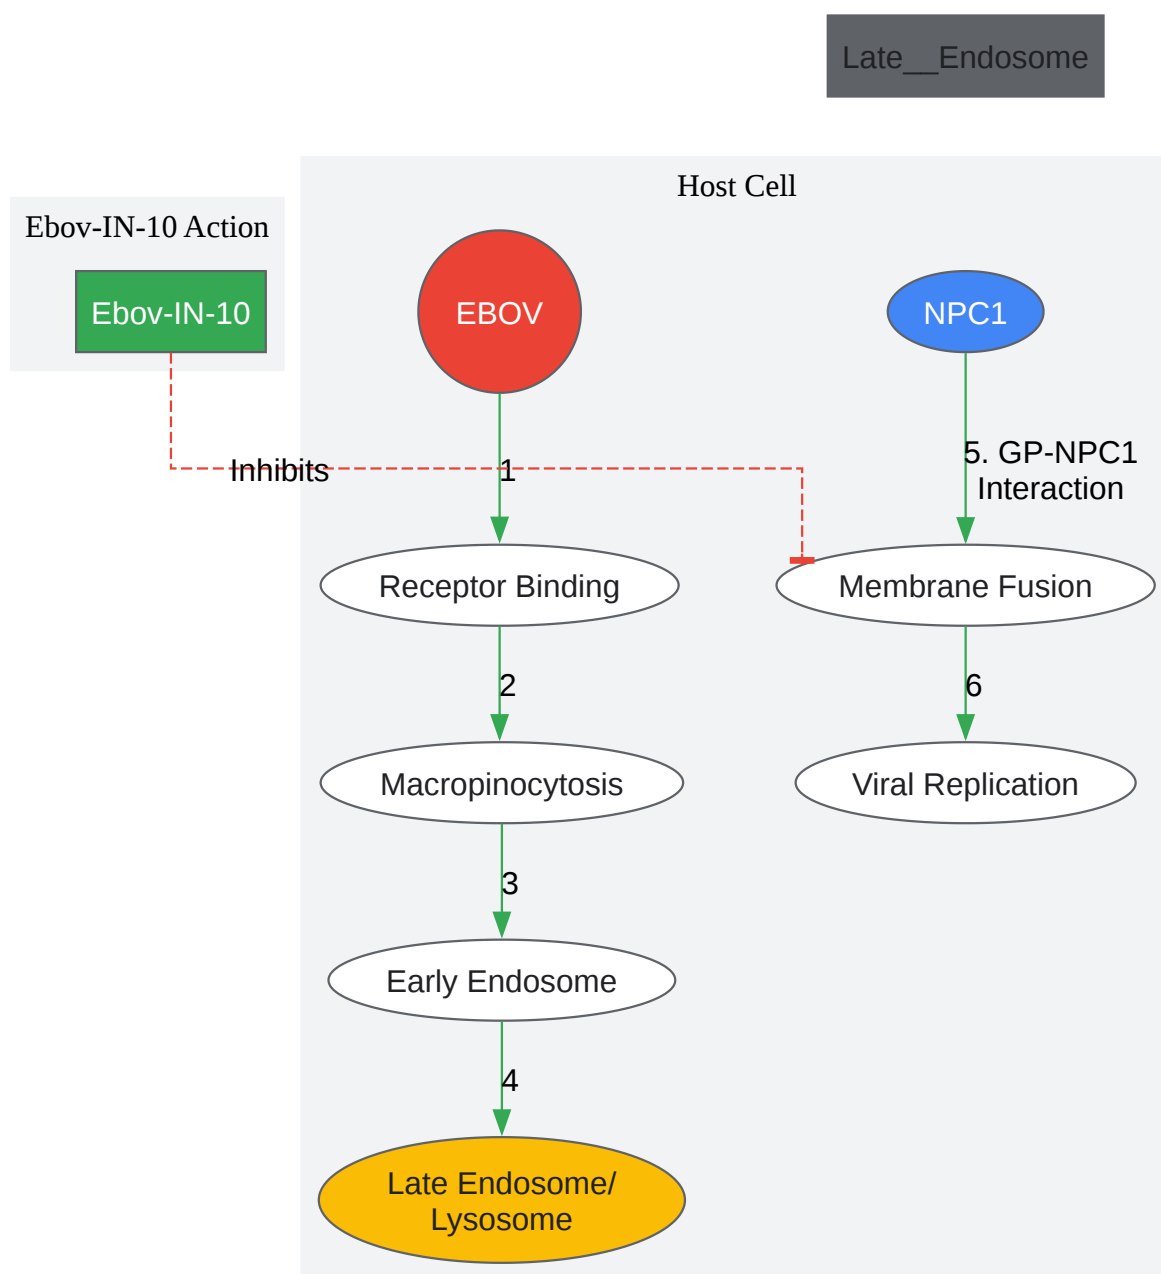 Late__Endosome
Host Cell
Ebov-IN-10 Action
Ebov-IN-10
EBOV
NPC1
Inhibits
1
5. GP-NPC1
Interaction
Receptor Binding
Membrane Fusion
2
6
Macropinocytosis
Viral Replication
3
Early Endosome
4
Late Endosome/
Lysosome